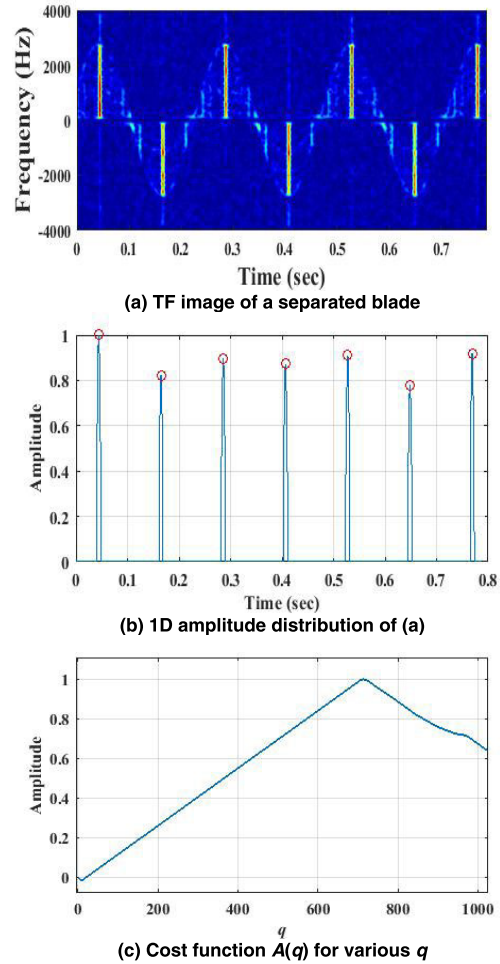 4000
2000
0
-2000
-4000
Frequency (Hz)
0 0.1 0.2 0.3 0.4 0.5 0.6 0.7
Time (sec)
(a) TF image of a separated blade
1
0.8
0.6
0.4
0.2
0
Amplitude
0 0.1 0.2 0.3 0.4 0.5 0.6 0.7 0.8
Time (sec)
(b) 1D amplitude distribution of (a)
1
0.8
0.6
0.4
0.2
0
Amplitude
0 200 400 600 800 1000
q
(c) Cost function A(q) for various q